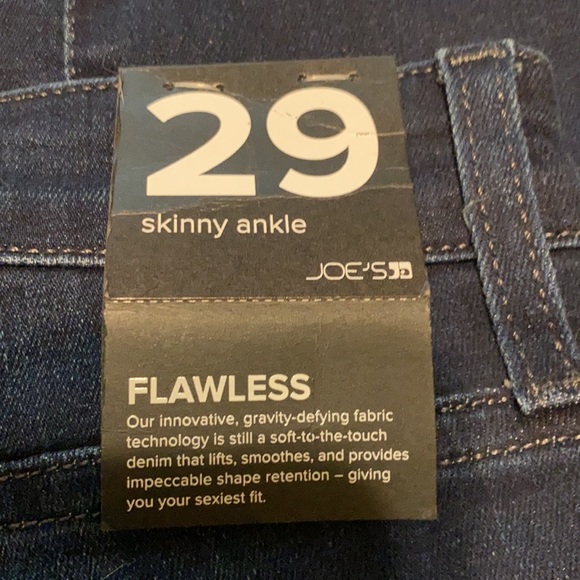 29
skinny ankle
JOE'S
FLAWLESS
Our innovative, gravity-defying fabric
technology is still a soft-to-the-touch
denim that lifts, smoothes, and provides
impeccable shape retention – giving
you your sexiest fit.